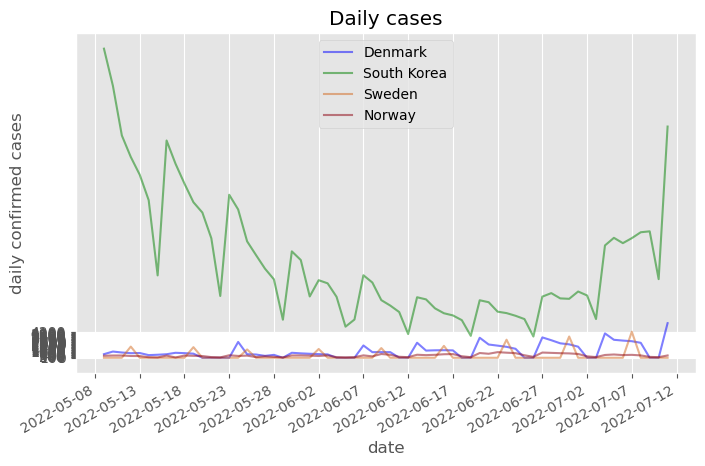 Daily cases
Denmark
South Korea
Sweden
Norway
daily confirmed cases
2022-05-08
2022-05-13
2022-05-18
2022-05-23
2022-05-28
2022-06-02
2022-06-07
2022-06-12
2022-06-17
2022-06-22
2022-06-27
2022-07-02
2022-07-07
2022-07-12
date